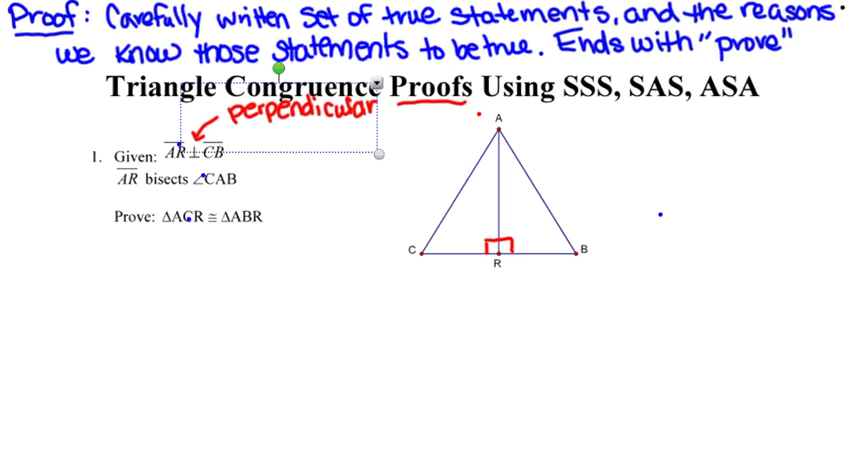 Proof: Carefully written set of true statements, and the reasons
we know those statements to be true. Ends with "prove"
Triangle Congruence Proofs Using SSS, SAS, ASA
perpendicular
1. Given: AR ⊥ CB
AR bisects ∠CAB
Prove: ΔACR ≅ ΔABR
A
C
B
R